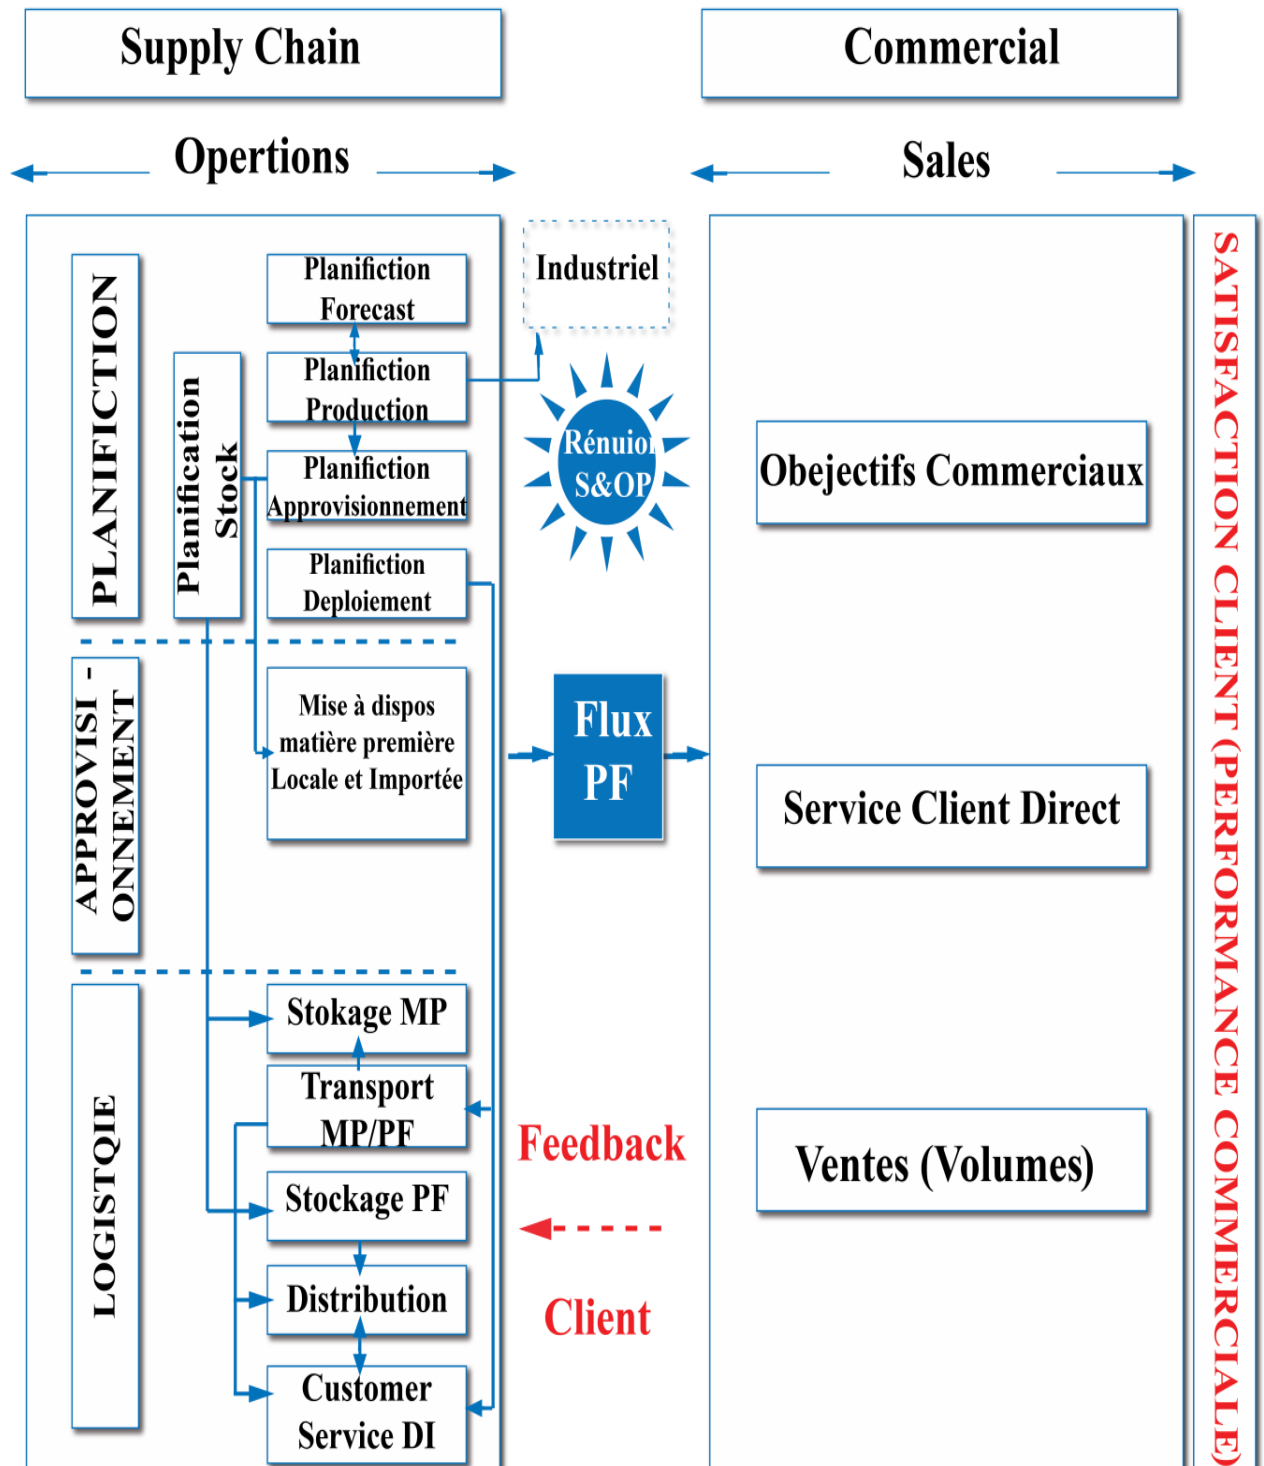 Supply Chain
Commercial
Opertions
Sales
PLANIFICTION
Planification
Stock
Planifiction
Forecast
Planifiction
Production
Planifiction
Approvisionnement
Planifiction
Deploiement
Industriel
Rénuion
S&OP
APPROVISI -
ONNEMENT
Mise à dispos
matière première
Locale et Importée
Flux
PF
LOGISTQIE
Stokage MP
Transport
MP/PF
Stockage PF
Distribution
Customer
Service DI
Feedback
Client
Obejectifs Commerciaux
Service Client Direct
Ventes (Volumes)
SATISFACTION CLIENT (PERFORMANCE COMMERCIALE)